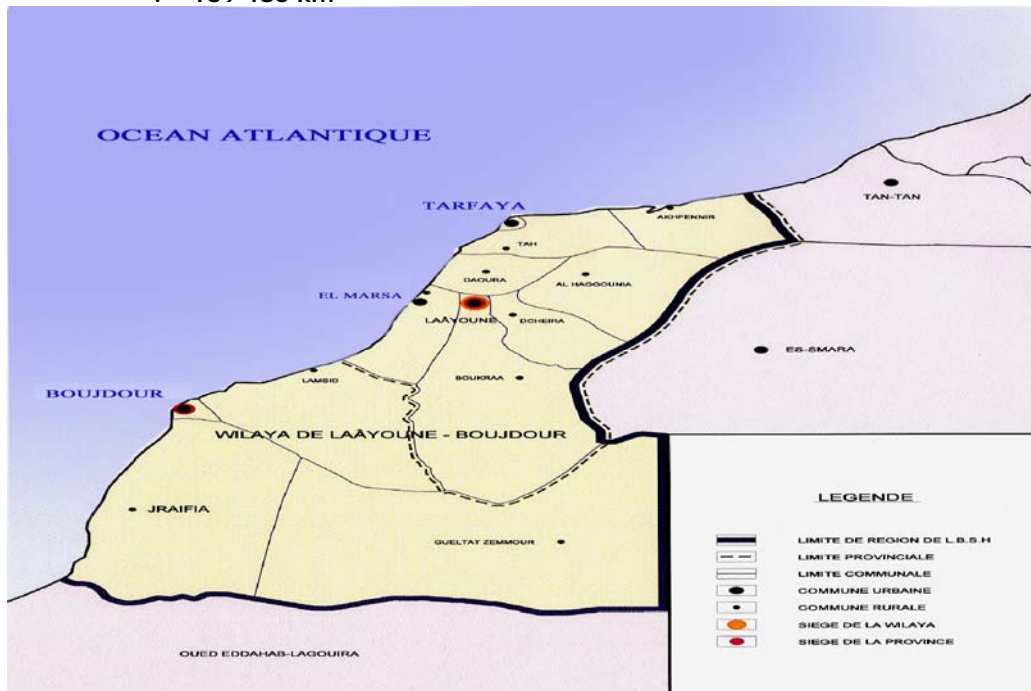 OCEAN ATLANTIQUE
TAN-TAN
TARFAYA
AKHFENNIR
TAH
DAOURA
AL HAGGOUNIA
EL MARSA
LAÂYOUNE
DCHEIRA
ES-SMARA
LAMSID
BOUKRAA
BOUJDOUR
WILAYA DE LAÂYOUNE - BOUJDOUR
JRAIFIA
GUELTAT ZEMMOUR
OUED EDDAHAB-LAGOUIRA
LEGENDE
LIMITE DE REGION DE L.B.S.H
LIMITE PROVINCIALE
LIMITE COMMUNALE
COMMUNE URBAINE
COMMUNE RURALE
SIEGE DE LA WILAYA
SIEGE DE LA PROVINCE